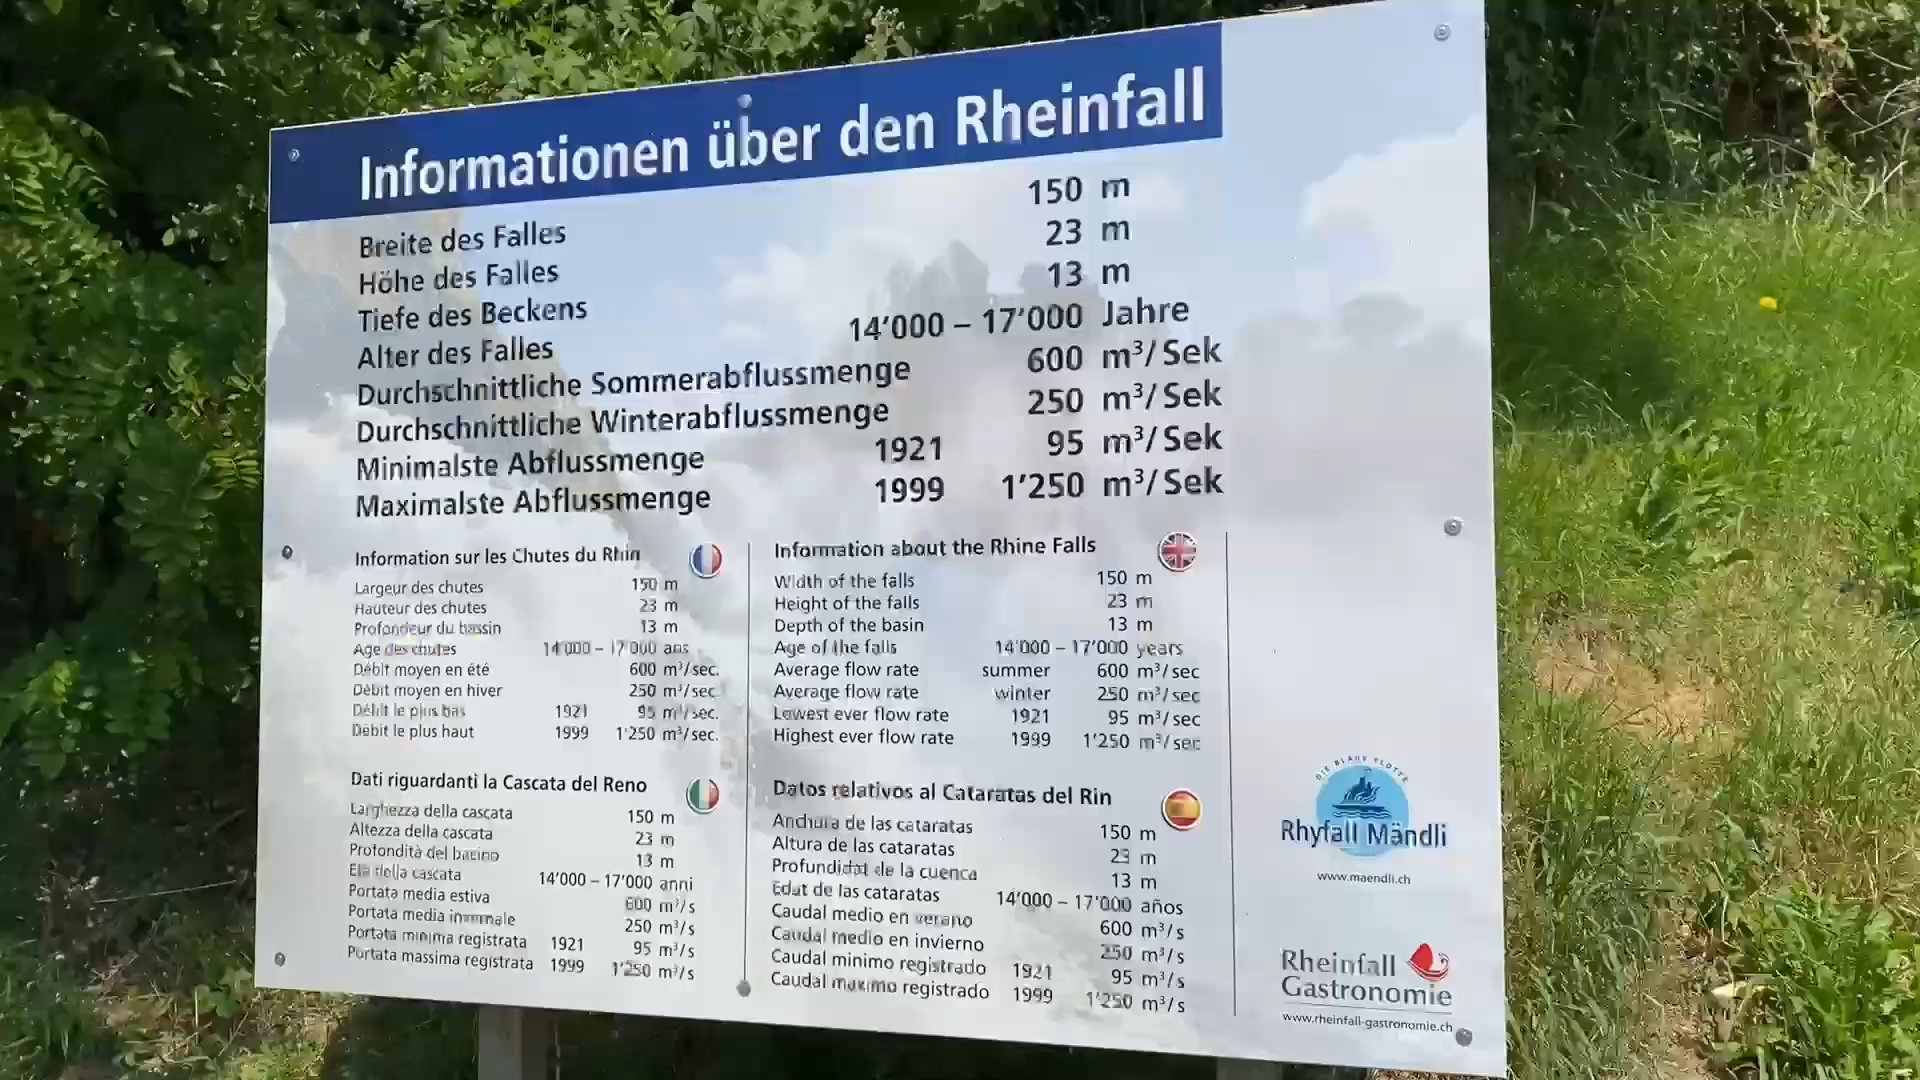 Informationen über den Rheinfall
Breite des Falles 150 m
Höhe des Falles 23 m
Tiefe des Beckens 13 m
Alter des Falles 14'000 – 17'000 Jahre
Durchschnittliche Sommerabflussmenge 600 m³/Sek
Durchschnittliche Winterabflussmenge 250 m³/Sek
Minimalste Abflussmenge 1921 95 m³/Sek
Maximalste Abflussmenge 1999 1'250 m³/Sek
Information sur les Chutes du Rhin
Largeur des chutes 150 m
Hauteur des chutes 23 m
Profondeur du bassin 13 m
Age des chutes 14'000 – 17'000 ans
Débit moyen en été 600 m³/sec.
Débit moyen en hiver 250 m³/sec.
Débit le plus bas 1921 95 m³/sec.
Débit le plus haut 1999 1'250 m³/sec.
Information about the Rhine Falls
Width of the falls 150 m
Height of the falls 23 m
Depth of the basin 13 m
Age of the falls 14'000 – 17'000 years
Average flow rate summer 600 m³/sec
Average flow rate winter 250 m³/sec
Lowest ever flow rate 1921 95 m³/sec
Highest ever flow rate 1999 1'250 m³/sec
Dati riguardanti la Cascata del Reno
Larghezza della cascata 150 m
Altezza della cascata 23 m
Profondità del bacino 13 m
Età della cascata 14'000 – 17'000 anni
Portata media estiva 600 m³/s
Portata media invernale 250 m³/s
Portata minima registrata 1921 95 m³/s
Portata massima registrata 1999 1'250 m³/s
Datos relativos al Cataratas del Rin
Anchura de las cataratas 150 m
Altura de las cataratas 23 m
Profundidat de la cuenca 13 m
Edat de las cataratas 14'000 – 17'000 años
Caudal medio en verano 600 m³/s
Caudal medio en invierno 250 m³/s
Caudal minimo registrado 1921 95 m³/s
Caudal maximo registrado 1999 1'250 m³/s
DIE BLAUE FLOTTE
Rhyfall Mändli
www.maendli.ch
Rheinfall
Gastronomie
www.rheinfall-gastronomie.ch